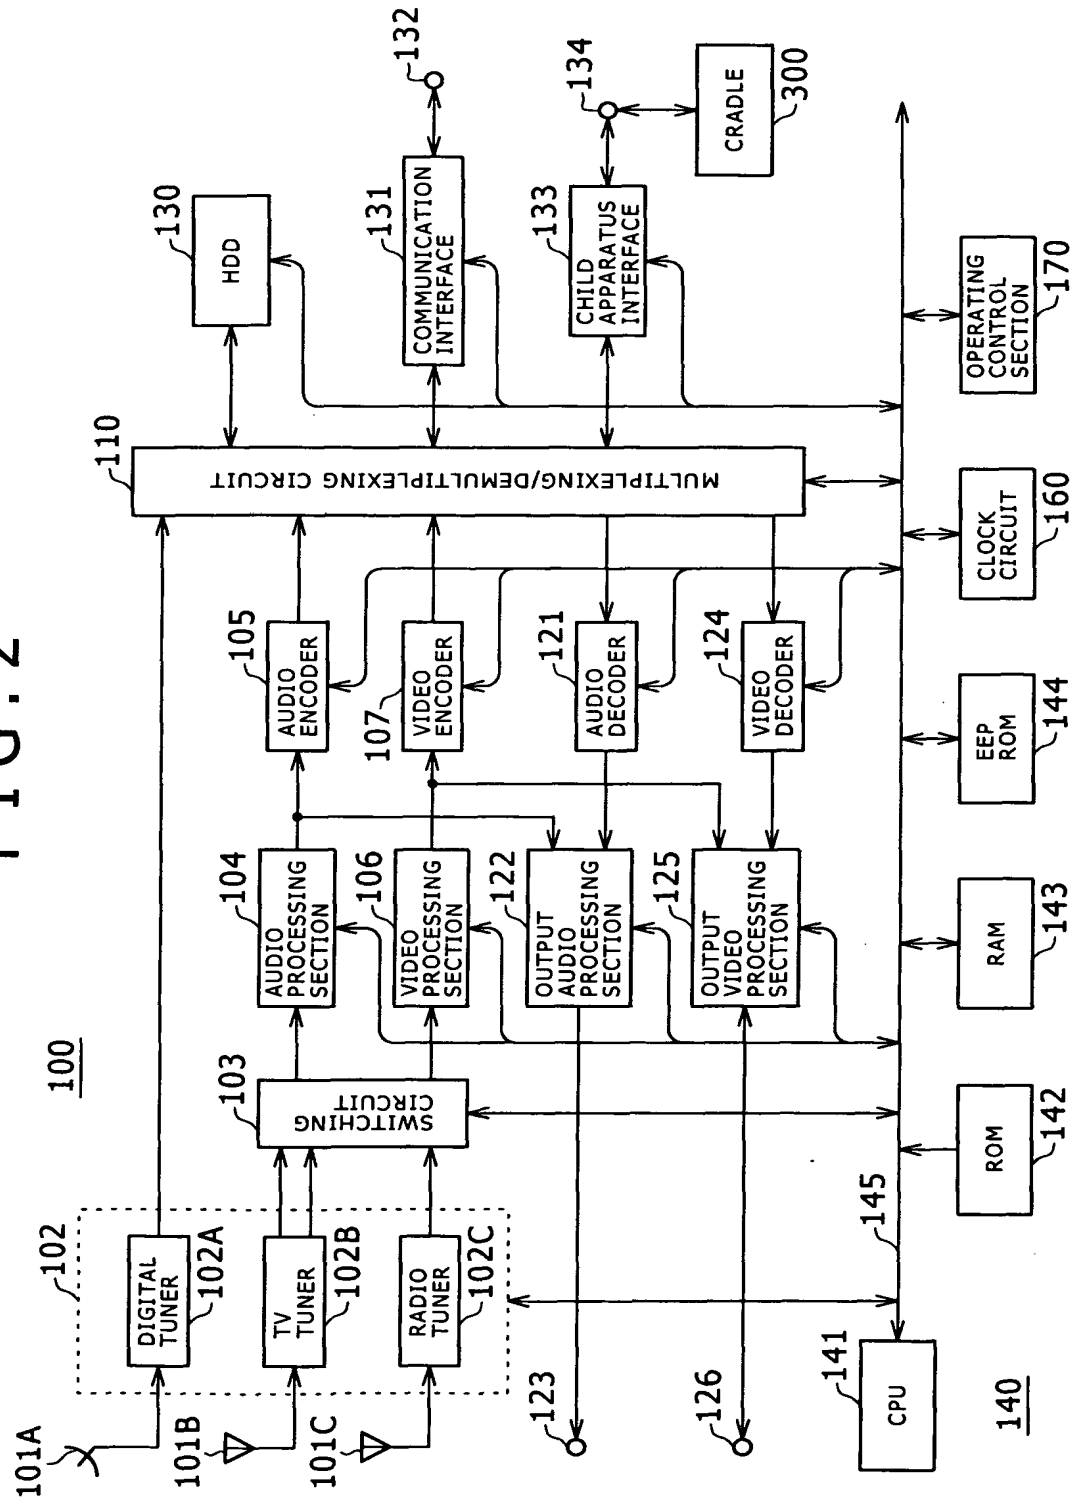 FIG. 2
100
101A
101B
101C
102
DIGITAL
TUNER
102A
TV
TUNER
102B
RADIO
TUNER
102C
103
SWITCHING
CIRCUIT
104
AUDIO
PROCESSING
SECTION
105
AUDIO
ENCODER
106
VIDEO
PROCESSING
SECTION
107
VIDEO
ENCODER
110
MULTIPLEXING/DEMULTIPLEXING CIRCUIT
121
AUDIO
DECODER
122
OUTPUT
AUDIO
PROCESSING
SECTION
123
124
VIDEO
DECODER
125
OUTPUT
VIDEO
PROCESSING
SECTION
126
130
HDD
131
COMMUNICATION
INTERFACE
132
133
CHILD
APPARATUS
INTERFACE
134
CRADLE
300
140
141
CPU
145
ROM
142
RAM
143
EEP
ROM
144
CLOCK
CIRCUIT
160
OPERATING
CONTROL
SECTION
170